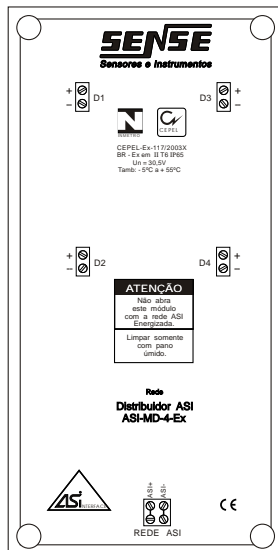 SENSE
Sensores e Instrumentos
+
−
D1
D3
+
−
INMETRO
CEPEL
CEPEL-Ex-117/2003X
BR - Ex em II T6 IP65
Un = 30,5V
Tamb: - 5ºC a + 55ºC
+
−
D2
D4
+
−
ATENÇÃO
Não abra
este módulo
com a rede ASI
Energizada.
Limpar somente
com pano
úmido.
Rede
Distribuidor ASI
ASI-MD-4-Ex
ASi
INTERFACE
ASI+
ASI-
CE
REDE ASI